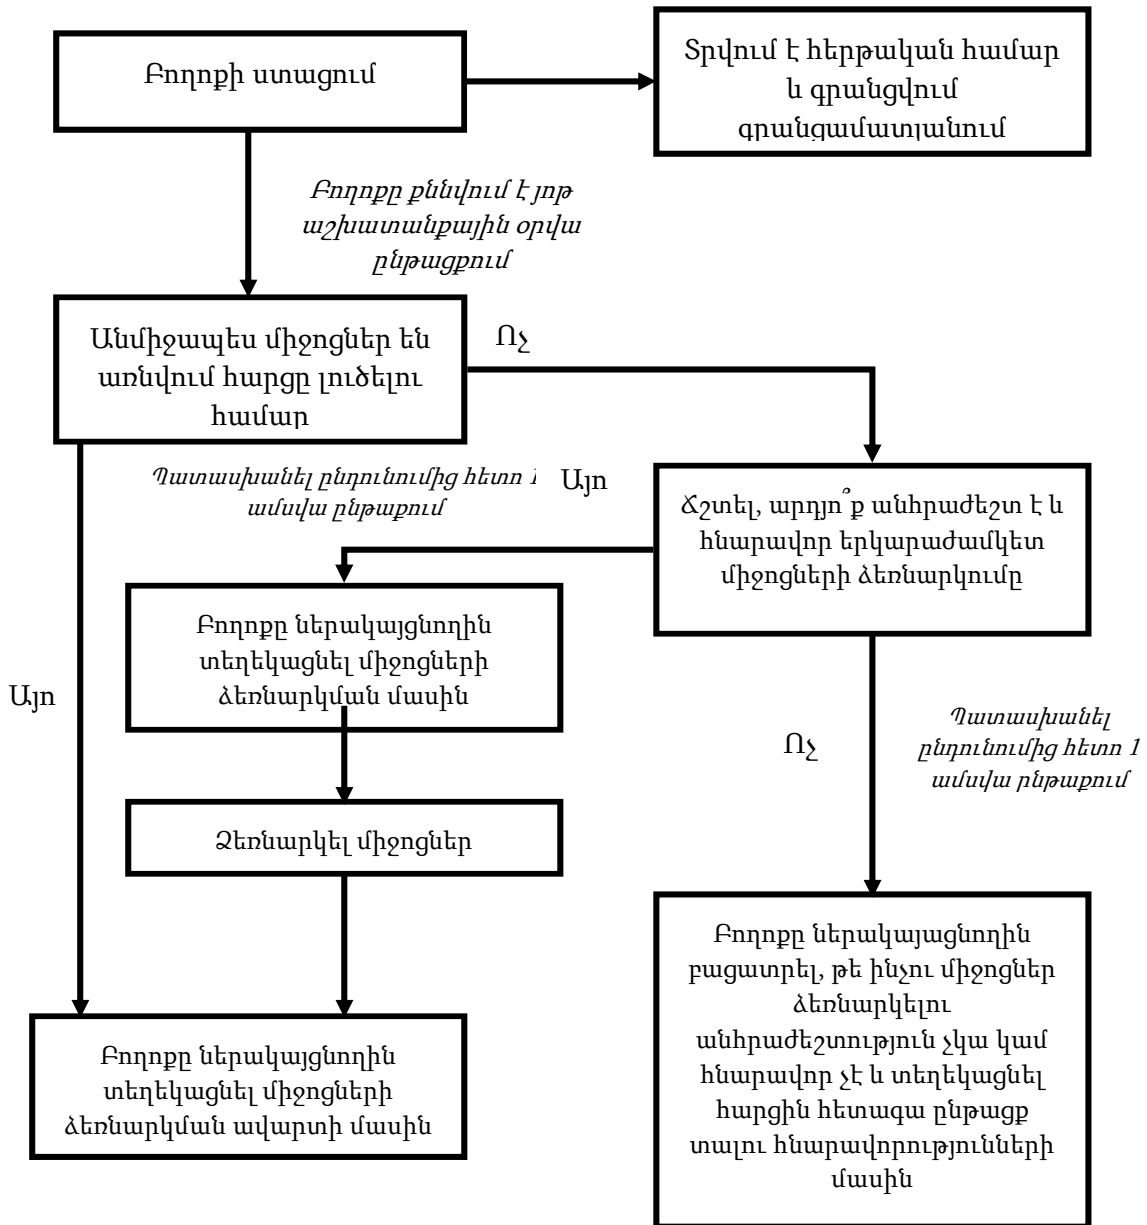 Բողոքի ստացում
Տրվում է հերթական համար
և գրանցվում
գրանցամատյանում
Բողոքը քննվում է յոթ
աշխատանքային օրվա
ընթացքում
Անմիջապես միջոցներ են
առնվում հարցը լուծելու
համար
Ոչ
Պատասխանել ընդունումից հետո 1
ամսվա ընթաքում
Այո
Ճշտել, արդյո՞ք անհրաժեշտ է և
հնարավոր երկարաժամկետ
միջոցների ձեռնարկումը
Բողոքը ներակայցնողին
տեղեկացնել միջոցների
ձեռնարկման մասին
Այո
Ոչ
Պատասխանել
ընդունումից հետո 1
ամսվա ընթաքում
Ձեռնարկել միջոցներ
Բողոքը ներակայացնողին
բացատրել, թե ինչու միջոցներ
ձեռնարկելու
անհրաժեշտություն չկա կամ
հնարավոր չէ և տեղեկացնել
հարցին հետագա ընթացք
տալու հնարավորությունների
մասին
Բողոքը ներակայցնողին
տեղեկացնել միջոցների
ձեռնարկման ավարտի մասին